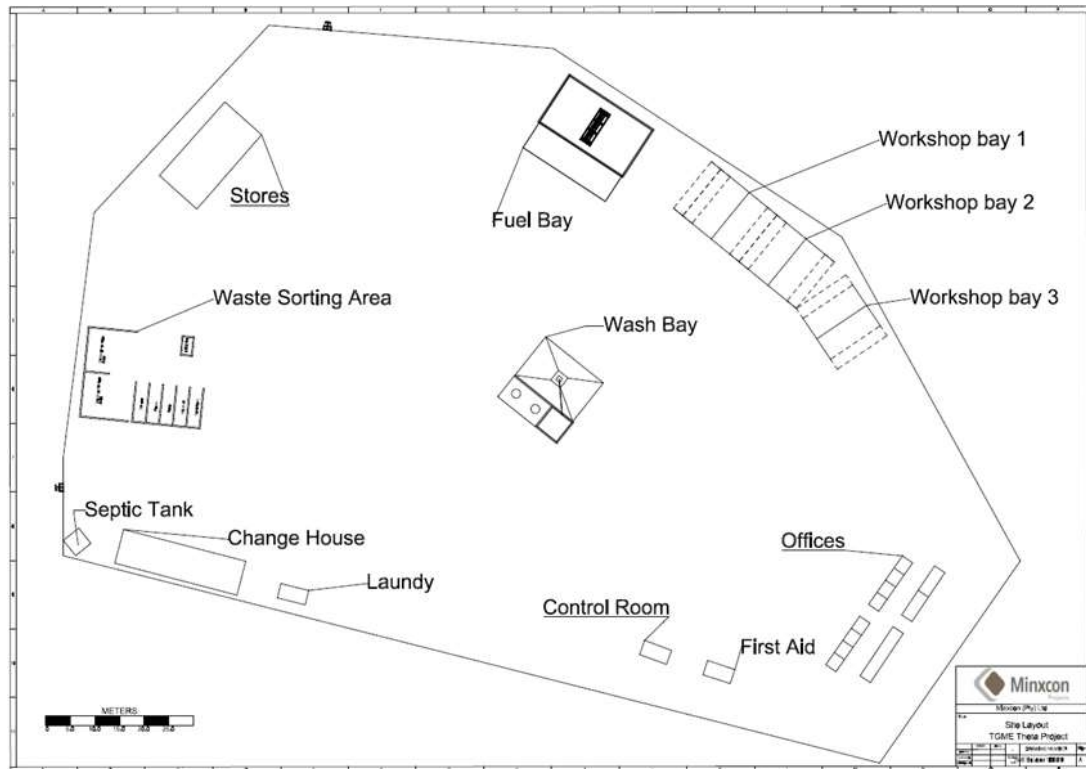 Workshop bay 1
Workshop bay 2
Stores
Fuel Bay
Waste Sorting Area
Workshop bay 3
Wash Bay
Septic Tank
Change House
Offices
Laundy
Control Room
First Aid
METERS
Minxcon
Projects
Minxcon (Pty) Ltd
Site Layout
TGME Theta Project